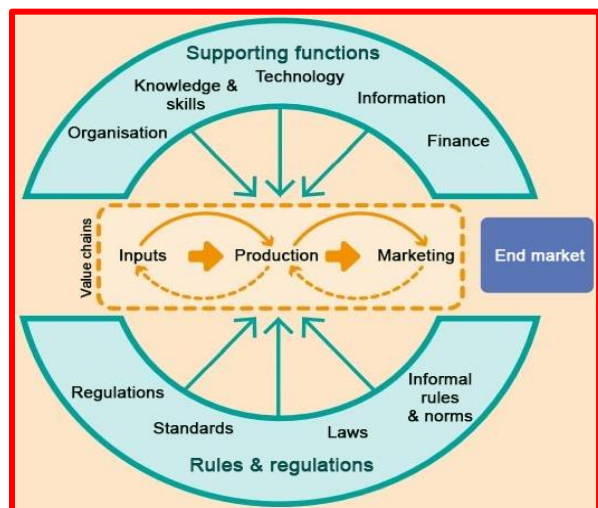 Supporting functions
Technology
Knowledge &
skills
Information
Organisation
Finance
Value chains
Inputs
Production
Marketing
End market
Regulations
Standards
Laws
Informal
rules
& norms
Rules & regulations